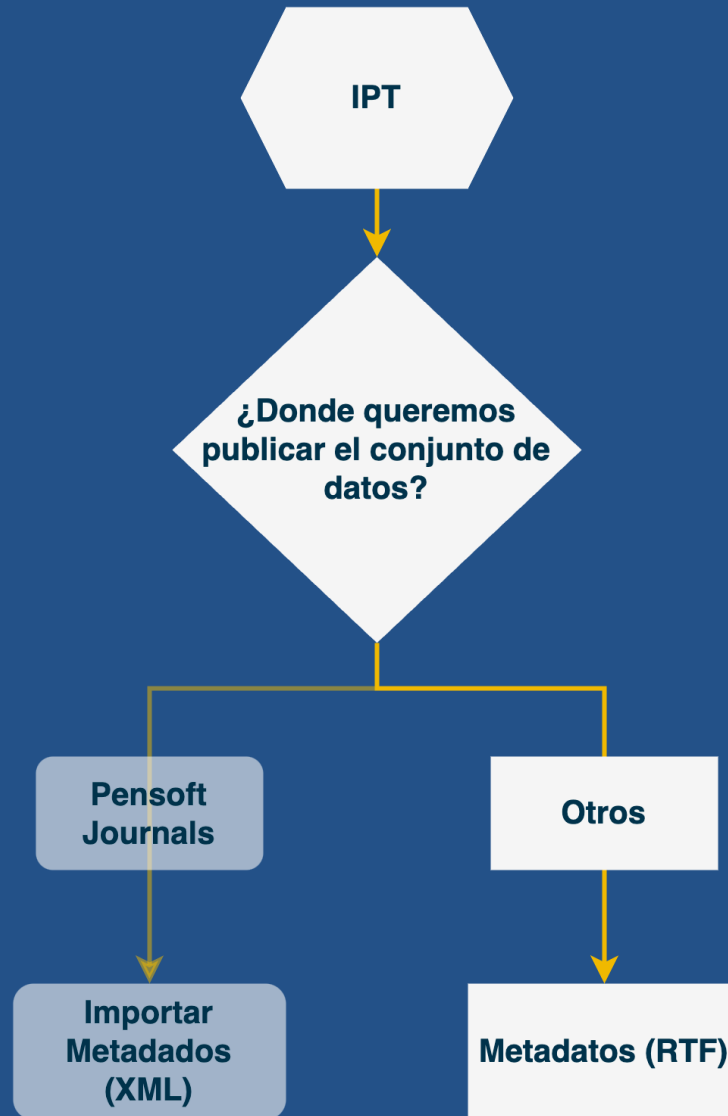 IPT
¿Donde queremos
publicar el conjunto de
datos?
Pensoft
Journals
Otros
Importar
Metadados
(XML)
Metadatos (RTF)